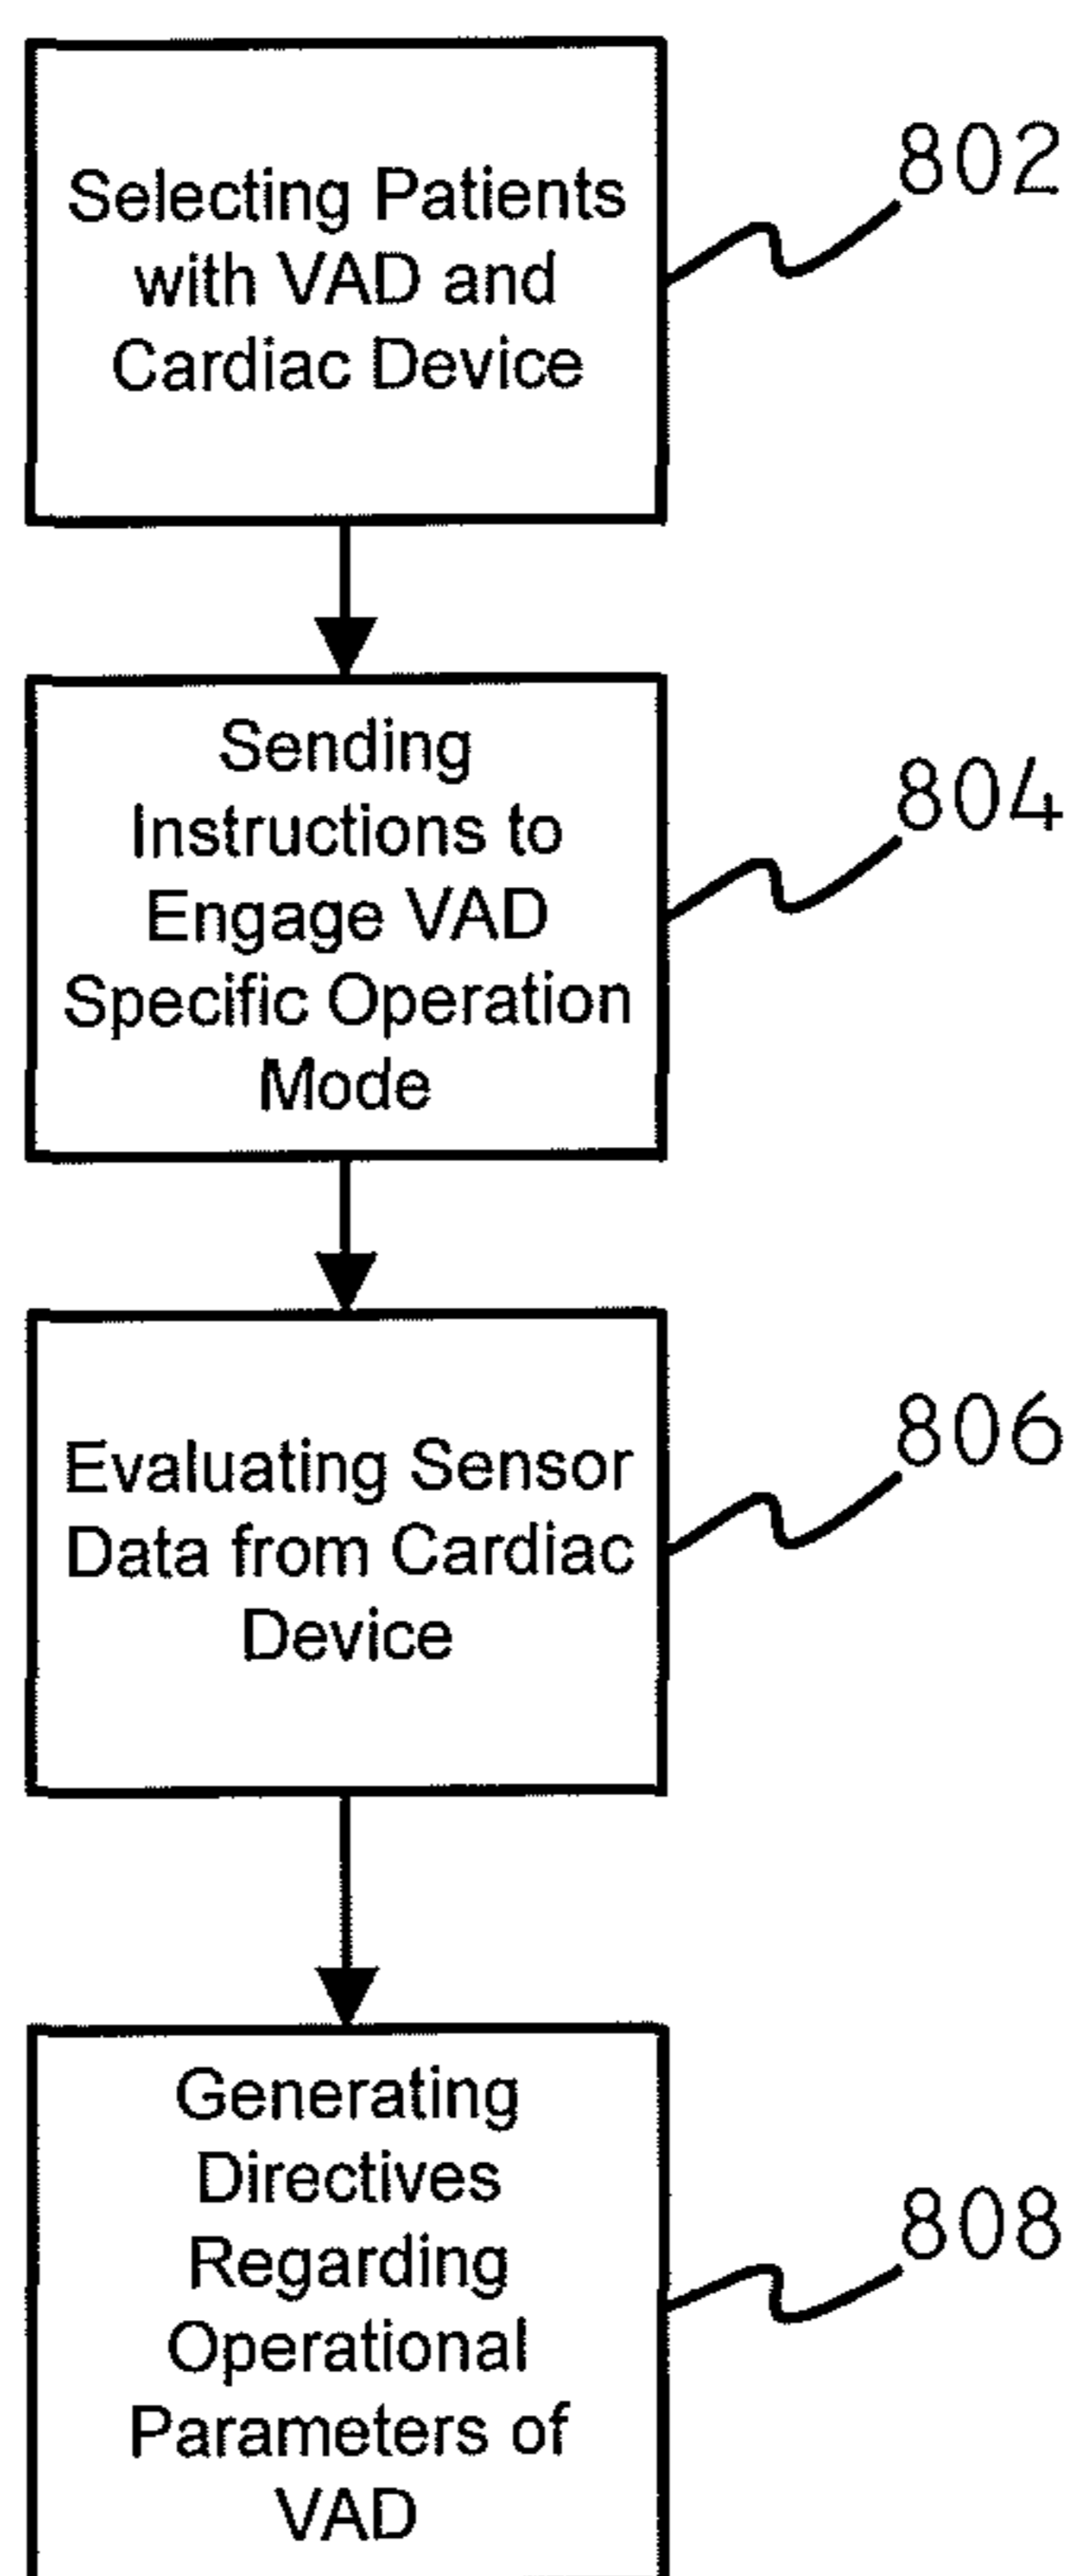 Selecting Patients
with VAD and
Cardiac Device
802
Sending
Instructions to
Engage VAD
Specific Operation
Mode
804
Evaluating Sensor
Data from Cardiac
Device
806
Generating
Directives
Regarding
Operational
Parameters of
VAD
808